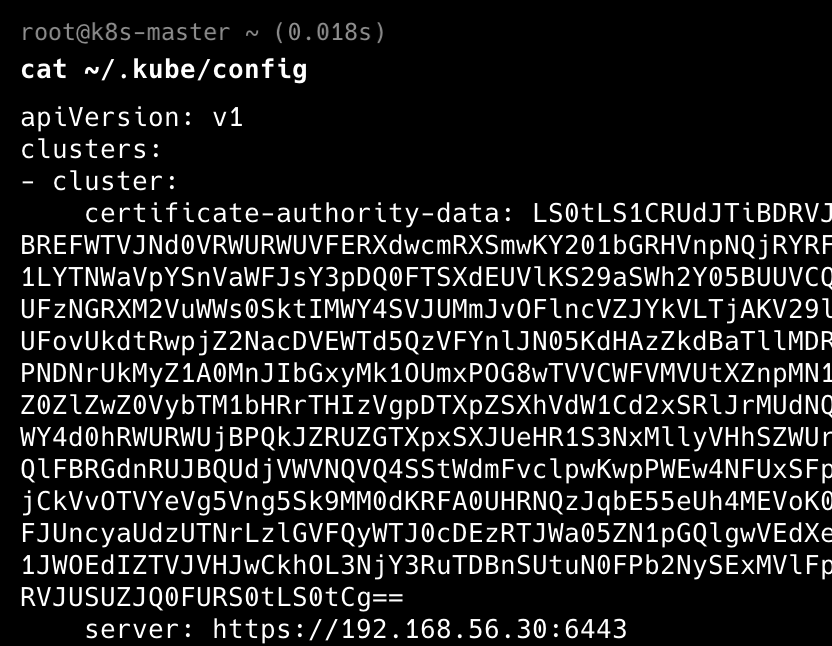 root@k8s-master ~ (0.018s)
cat ~/.kube/config
apiVersion: v1
clusters:
- cluster:
    certificate-authority-data: LS0tLS1CRUdJTiBDRVJ
BREFWTVJNd0VRWURWUVFERXdwcmRXSmwKY201bGRHVnpNQjRYRF
1LYTNWaVpYSnVaWFJsY3pDQ0FTSXdEUVlKS29aSWh2Y05BUUVCQ
UFzNGRXM2VuWWs0SktIMWY4SVJUMmJvOFlncVZJYkVLTjAKV29l
UFovUkdtRwpjZ2NacDVEWTd5QzVFYnlJN05KdHAzZkdBaTllMDR
PNDNrUkMyZ1A0MnJIbGxyMk1OUmxPOG8wTVVCWFVMVUtXZnpMN1
Z0ZlZwZ0VybTM1bHRrTHIzVgpDTXpZSXhVdW1Cd2xSRlJrMUdNQ
WY4d0hRWURWUjBPQkJZRUZGTXpxSXJUeHR1S3NxMllyVHhSZWUr
QlFBRGdnRUJBQUdjVWVNQVQ4SStWdmFvclpwKwpPWEw4NFUxSFp
jCkVvOTVYeVg5Vng5Sk9MM0dKRFA0UHRNQzJqbE55eUh4MEVoK0
FJUncyaUdzUTNrLzlGVFQyWTJ0cDEzRTJWa05ZN1pGQlgwVEdXe
1JWOEdIZTVJVHJwCkhOL3NjY3RuTDBnSUtuN0FPb2NySExMVlFp
RVJUSUZJQ0FURS0tLS0tCg==
    server: https://192.168.56.30:6443